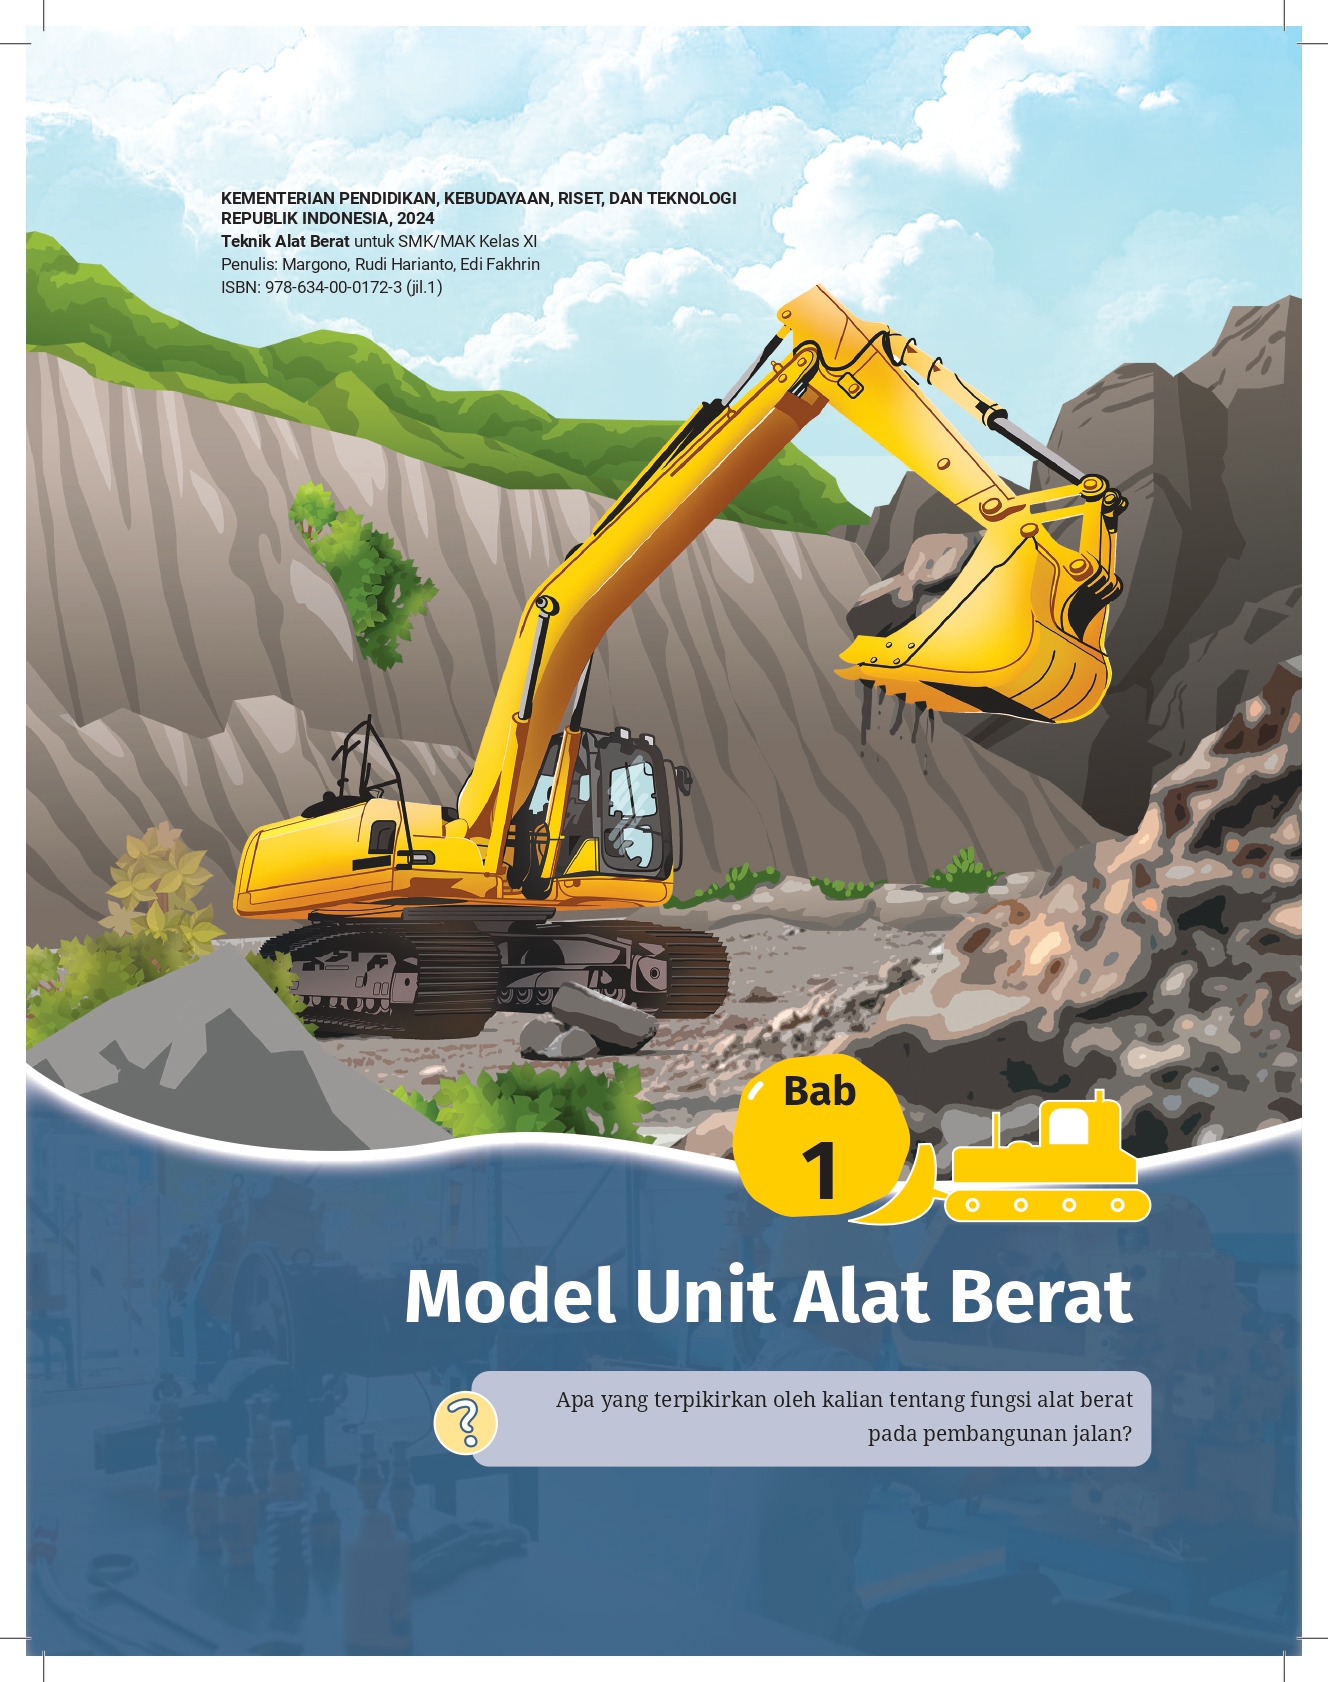 KEMENTERIAN PENDIDIKAN, KEBUDAYAAN, RISET, DAN TEKNOLOGI
REPUBLIK INDONESIA, 2024
Teknik Alat Berat untuk SMK/MAK Kelas XI
Penulis: Margono, Rudi Harianto, Edi Fakhrin
ISBN: 978-634-00-0172-3 (jil.1)
Bab
1
Model Unit Alat Berat
?
Apa yang terpikirkan oleh kalian tentang fungsi alat berat
pada pembangunan jalan?